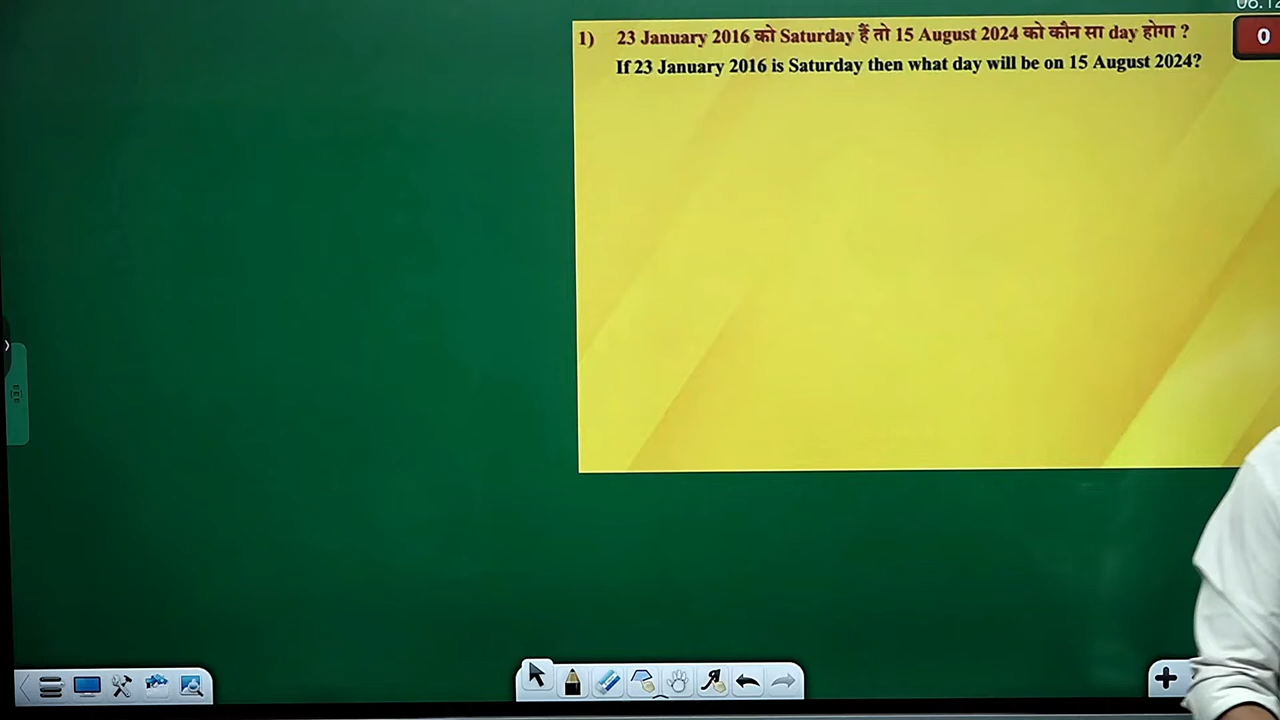 1) 23 January 2016 को Saturday हैं तो 15 August 2024 को कौन सा day होगा ?
If 23 January 2016 is Saturday then what day will be on 15 August 2024?
0